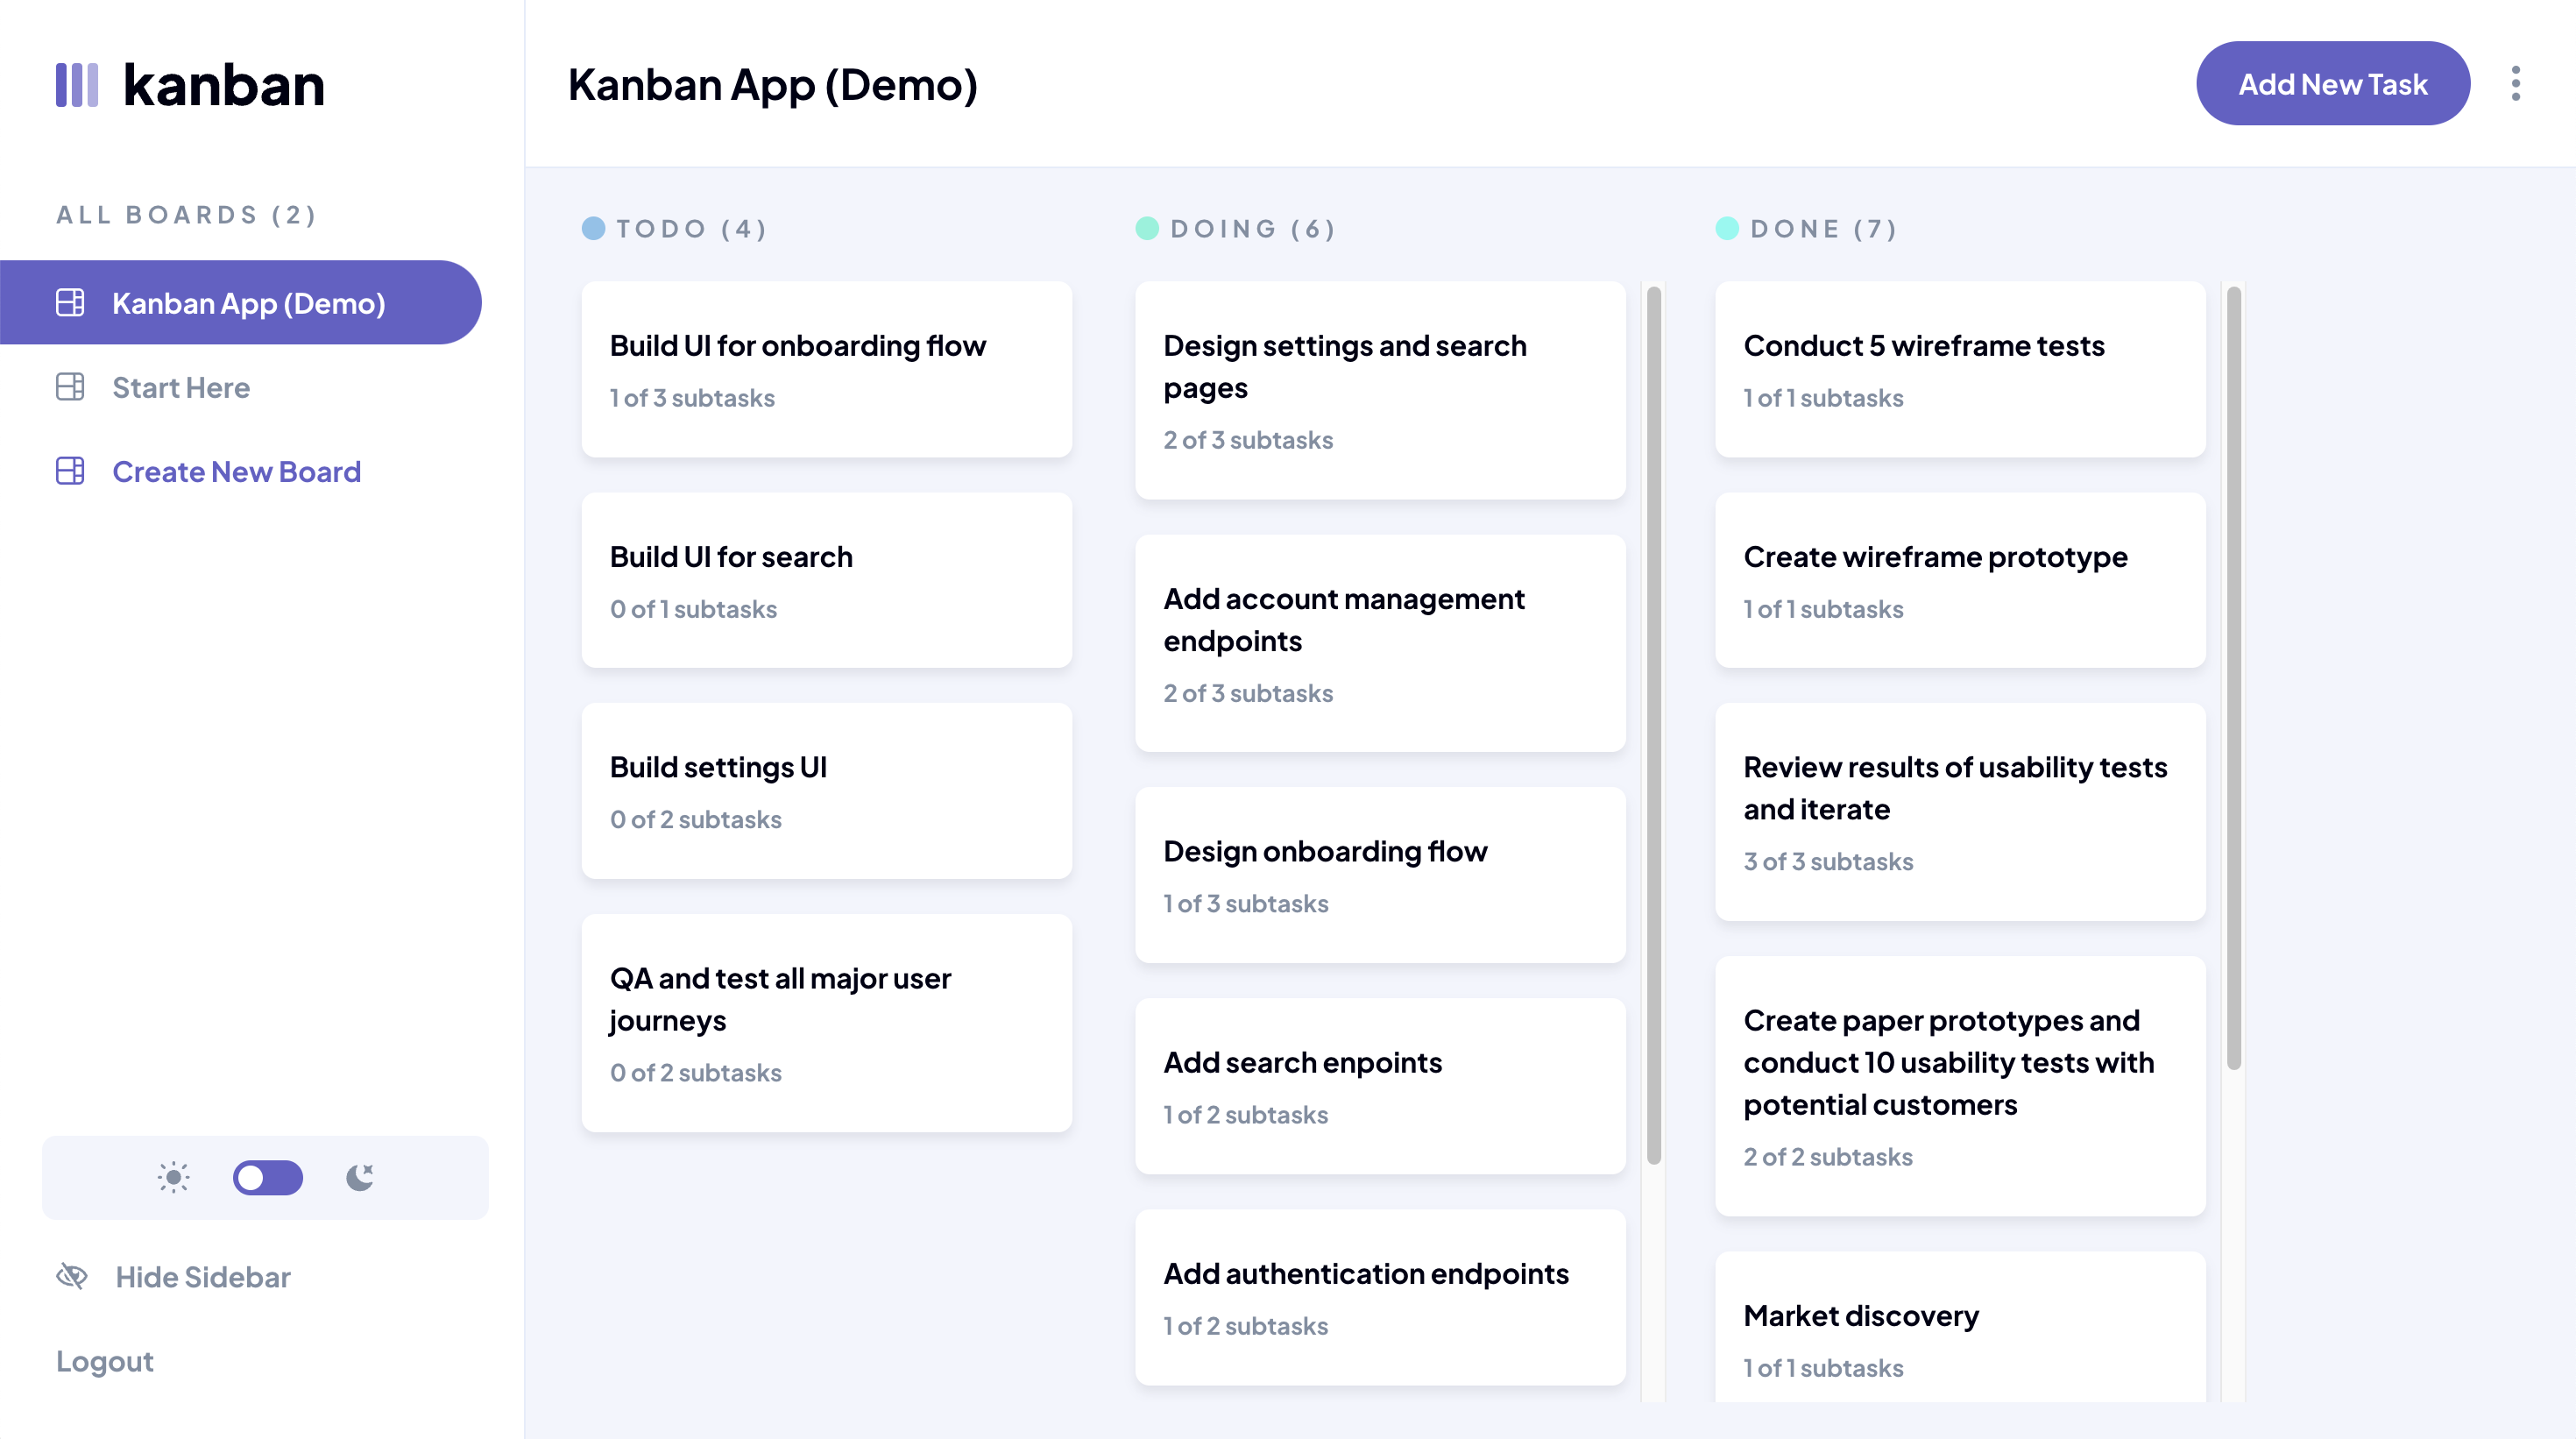 kanban
ALL BOARDS (2)
Kanban App (Demo)
Start Here
Create New Board
Hide Sidebar
Logout
Kanban App (Demo)
Add New Task
TODO (4)
Build UI for onboarding flow
1 of 3 subtasks
Build UI for search
0 of 1 subtasks
Build settings UI
0 of 2 subtasks
QA and test all major user
journeys
0 of 2 subtasks
DOING (6)
Design settings and search
pages
2 of 3 subtasks
Add account management
endpoints
2 of 3 subtasks
Design onboarding flow
1 of 3 subtasks
Add search enpoints
1 of 2 subtasks
Add authentication endpoints
1 of 2 subtasks
DONE (7)
Conduct 5 wireframe tests
1 of 1 subtasks
Create wireframe prototype
1 of 1 subtasks
Review results of usability tests
and iterate
3 of 3 subtasks
Create paper prototypes and
conduct 10 usability tests with
potential customers
2 of 2 subtasks
Market discovery
1 of 1 subtasks